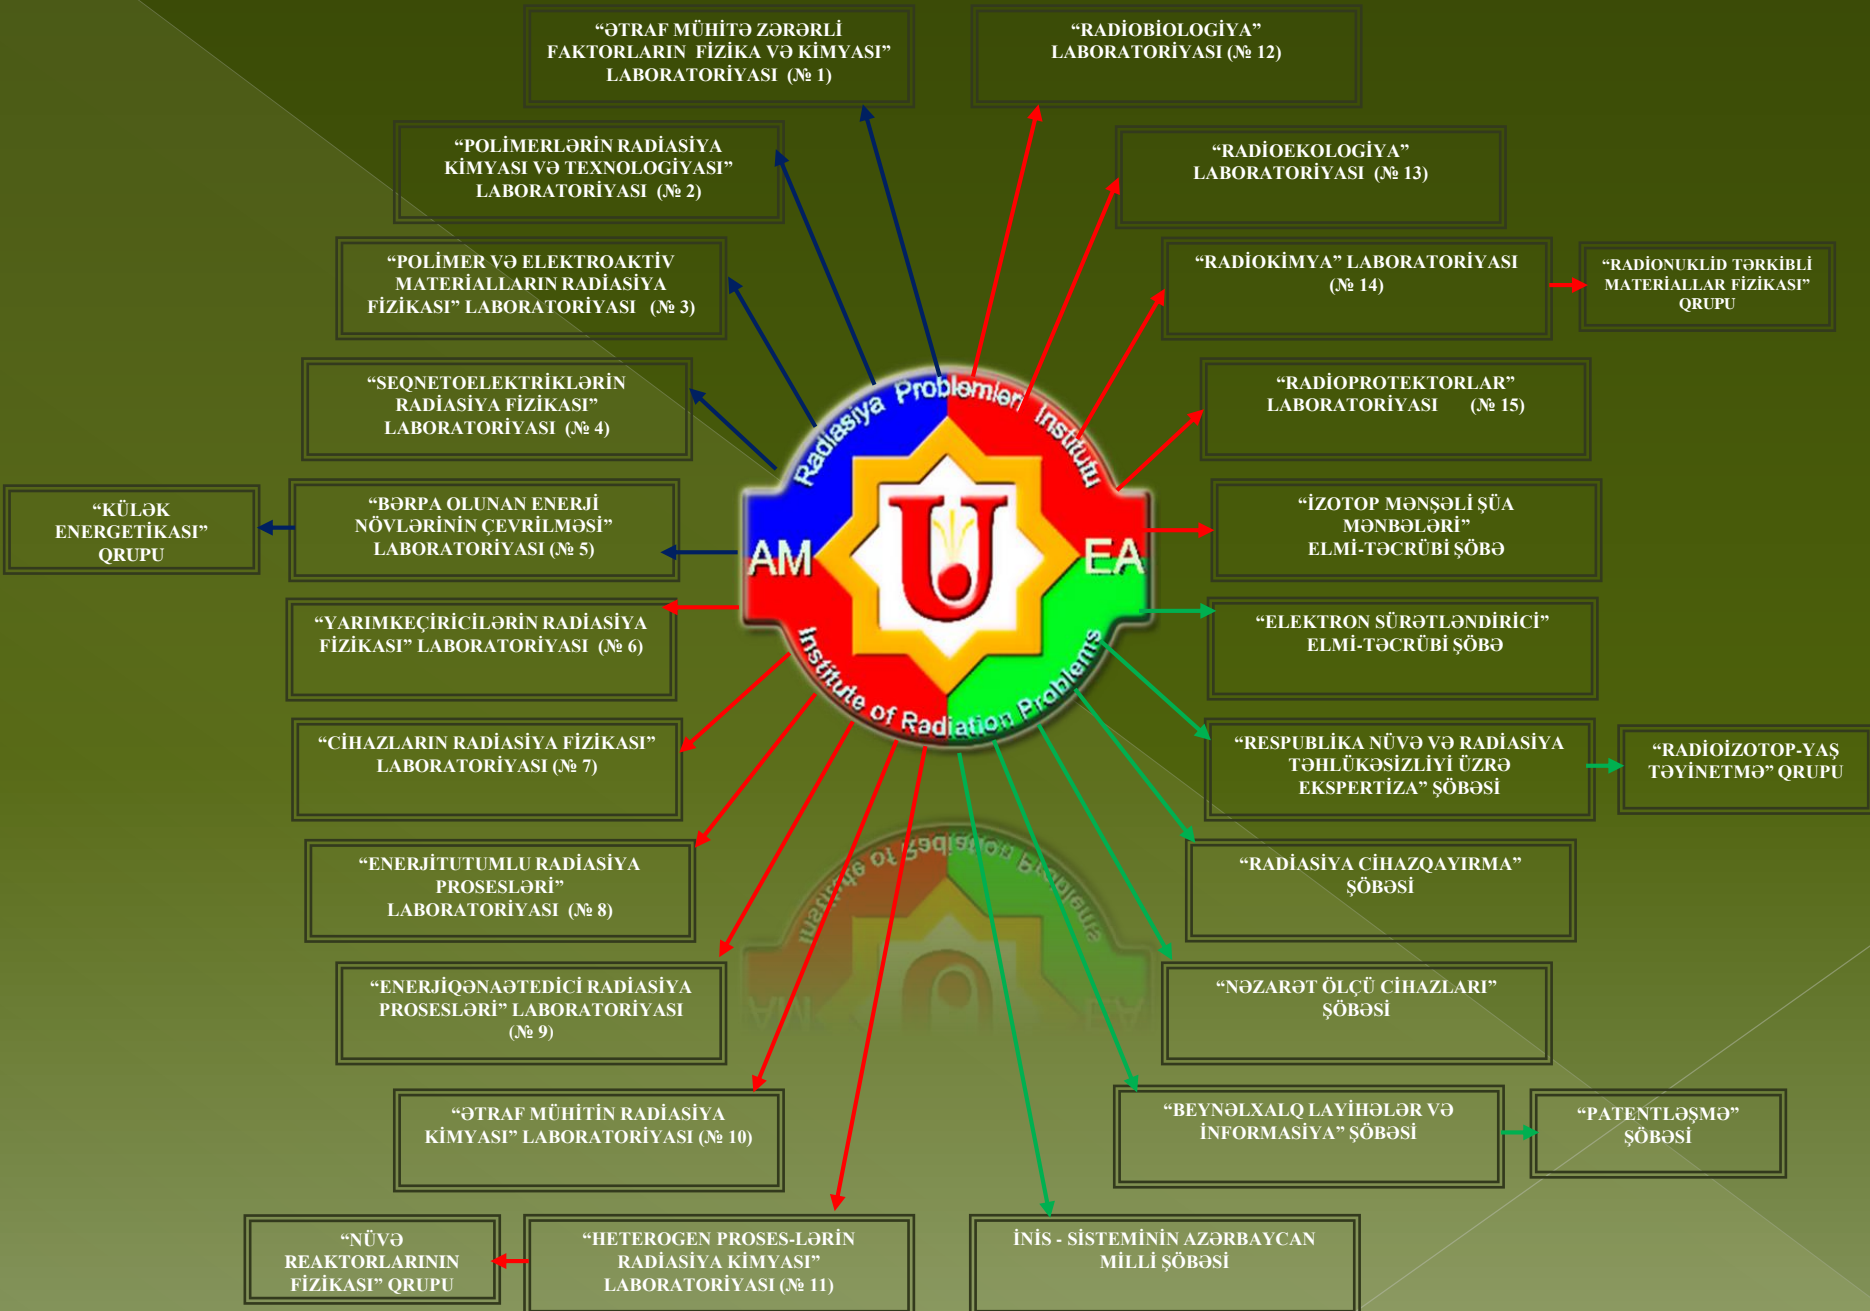 “ƏTRAF MÜHİTƏ ZƏRƏRLİ
FAKTORLARIN FİZİKA VƏ KİMYASI”
LABORATORİYASI (№ 1)
“POLİMERLƏRİN RADİASİYA
KİMYASI VƏ TEXNOLOGİYASI”
LABORATORİYASI (№ 2)
“POLİMER VƏ ELEKTROAKTİV
MATERİALLARIN RADİASİYA
FİZİKASI” LABORATORİYASI (№ 3)
“SEQNETOELEKTRİKLƏRİN
RADİASİYA FİZİKASI”
LABORATORİYASI (№ 4)
“BƏRPA OLUNAN ENERJİ
NÖVLƏRİNİN ÇEVRİLMƏSİ”
LABORATORİYASI (№ 5)
“KÜLƏK
ENERGETİKASI”
QRUPU
“YARIMKEÇİRİCİLƏRİN RADİASİYA
FİZİKASI” LABORATORİYASI (№ 6)
“CİHAZLARIN RADİASİYA FİZİKASI”
LABORATORİYASI (№ 7)
“ENERJİTUTUMLU RADİASİYA
PROSESLƏRİ”
LABORATORİYASI (№ 8)
“ENERJİQƏNAƏTEDİCİ RADİASİYA
PROSESLƏRİ” LABORATORİYASI
(№ 9)
“ƏTRAF MÜHİTİN RADİASİYA
KİMYASI” LABORATORİYASI (№ 10)
“HETEROGEN PROSES-LƏRİN
RADİASİYA KİMYASI”
LABORATORİYASI (№ 11)
“NÜVƏ
REAKTORLARININ
FİZİKASI” QRUPU
Radiasiya Problemləri Institutu
AM
U
EA
Institute of Radiation Problems
“RADİOBİOLOGİYA”
LABORATORİYASI (№ 12)
“RADİOEKOLOGİYA”
LABORATORİYASI (№ 13)
“RADİOKİMYA” LABORATORİYASI
(№ 14)
“RADİONUKLİD TƏRKİBLİ
MATERİALLAR FİZİKASI”
QRUPU
“RADİOPROTEKTORLAR”
LABORATORİYASI (№ 15)
“İZOTOP MƏNŞƏLİ ŞÜA
MƏNBƏLƏRİ”
ELMİ-TƏCRÜBİ ŞÖBƏ
“ELEKTRON SÜRƏTLƏNDİRİCİ”
ELMİ-TƏCRÜBİ ŞÖBƏ
“RESPUBLİKA NÜVƏ VƏ RADİASİYA
TƏHLÜKƏSİZLİYİ ÜZRƏ
EKSPERTİZA” ŞÖBƏSİ
“RADİOİZOTOP-YAŞ
TƏYİNETMƏ” QRUPU
“RADİASİYA CİHAZQAYIRMA”
ŞÖBƏSİ
“NƏZARƏT ÖLÇÜ CİHAZLARI”
ŞÖBƏSİ
“BEYNƏLXALQ LAYİHƏLƏR VƏ
İNFORMASİYA” ŞÖBƏSİ
“PATENTLƏŞMƏ”
ŞÖBƏSİ
İNİS - SİSTEMİNİN AZƏRBAYCAN
MİLLİ ŞÖBƏSİ